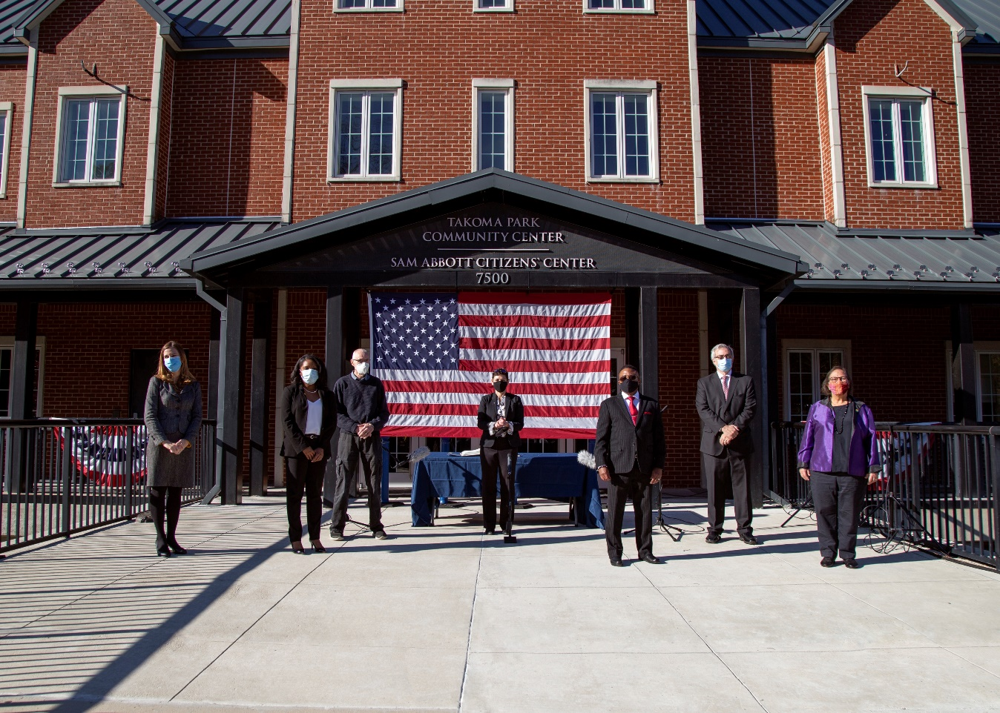 TAKOMA PARK
COMMUNITY CENTER
SAM ABBOTT CITIZENS' CENTER
7500